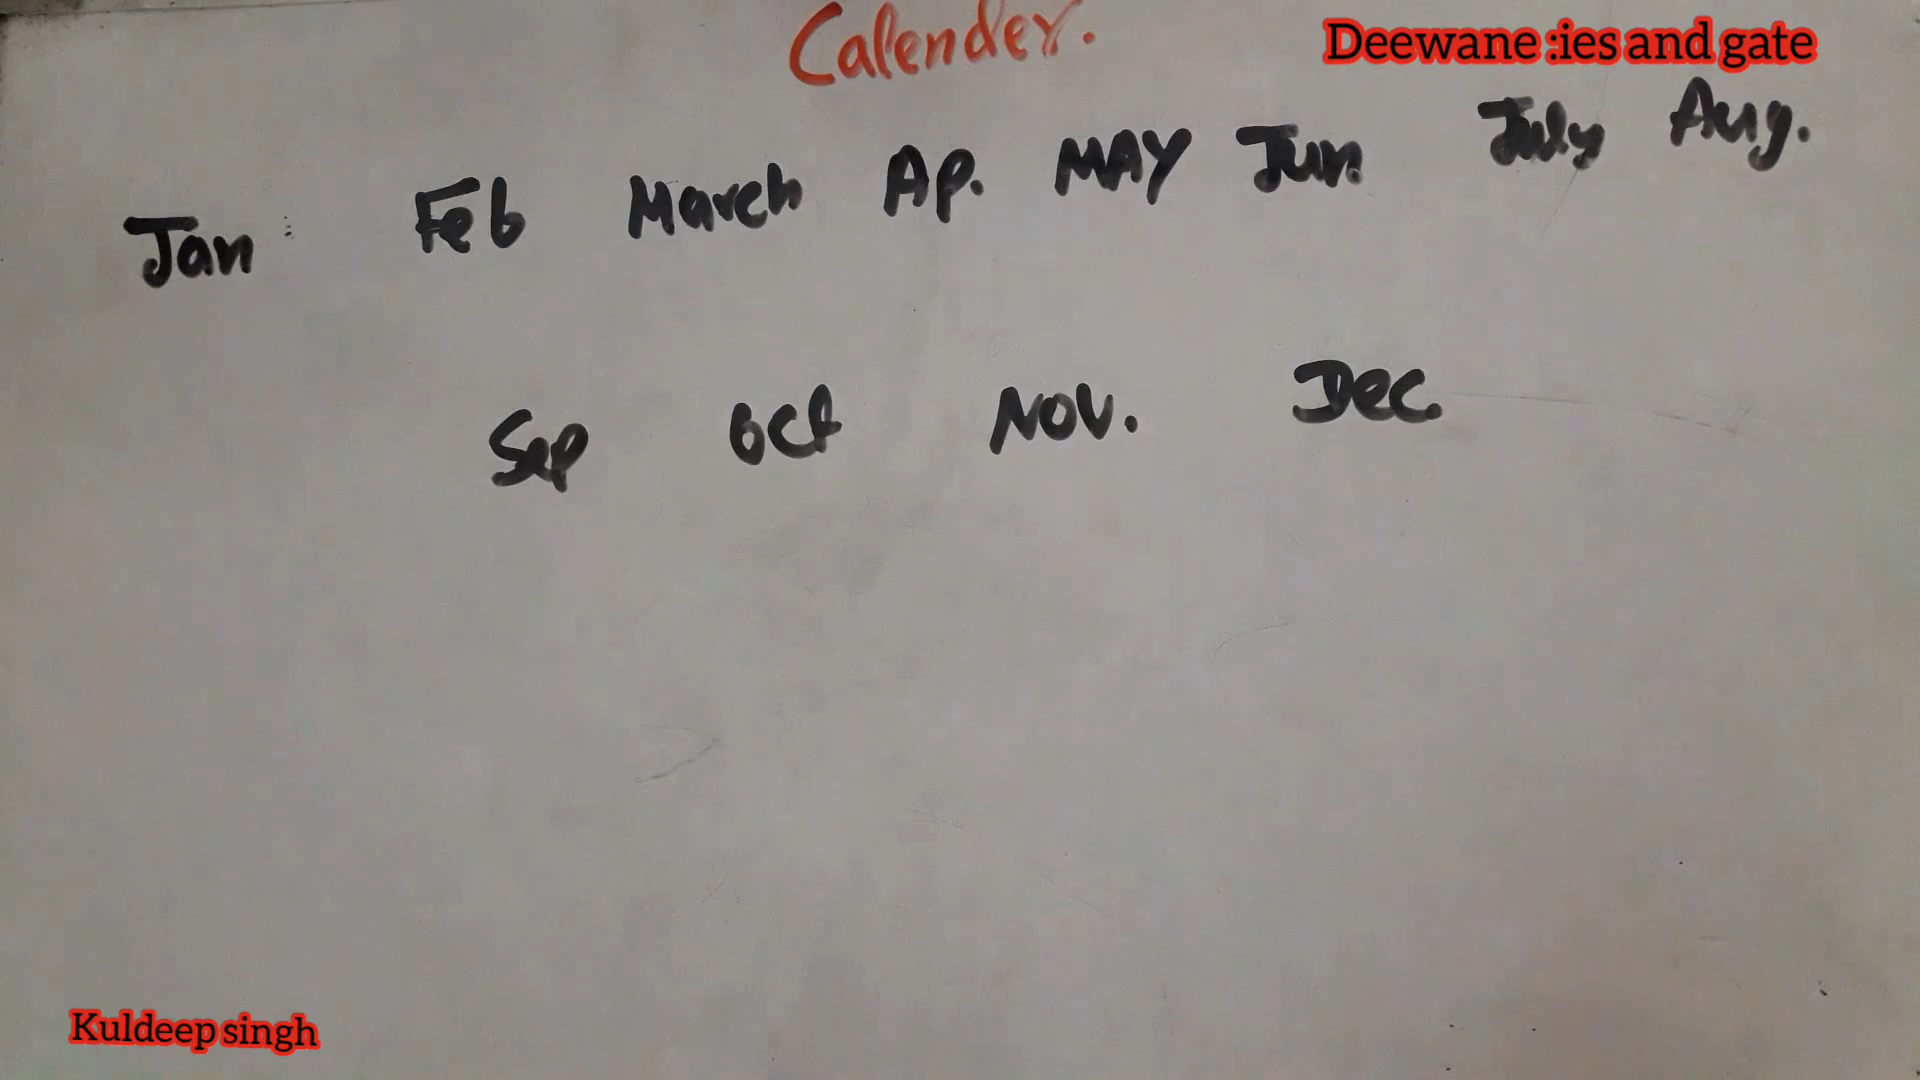 Calender.
Deewane :ies and gate
Jan Feb March Ap. MAY Jun. July Aug.
Sep Oct Nov. Dec.
Kuldeep singh